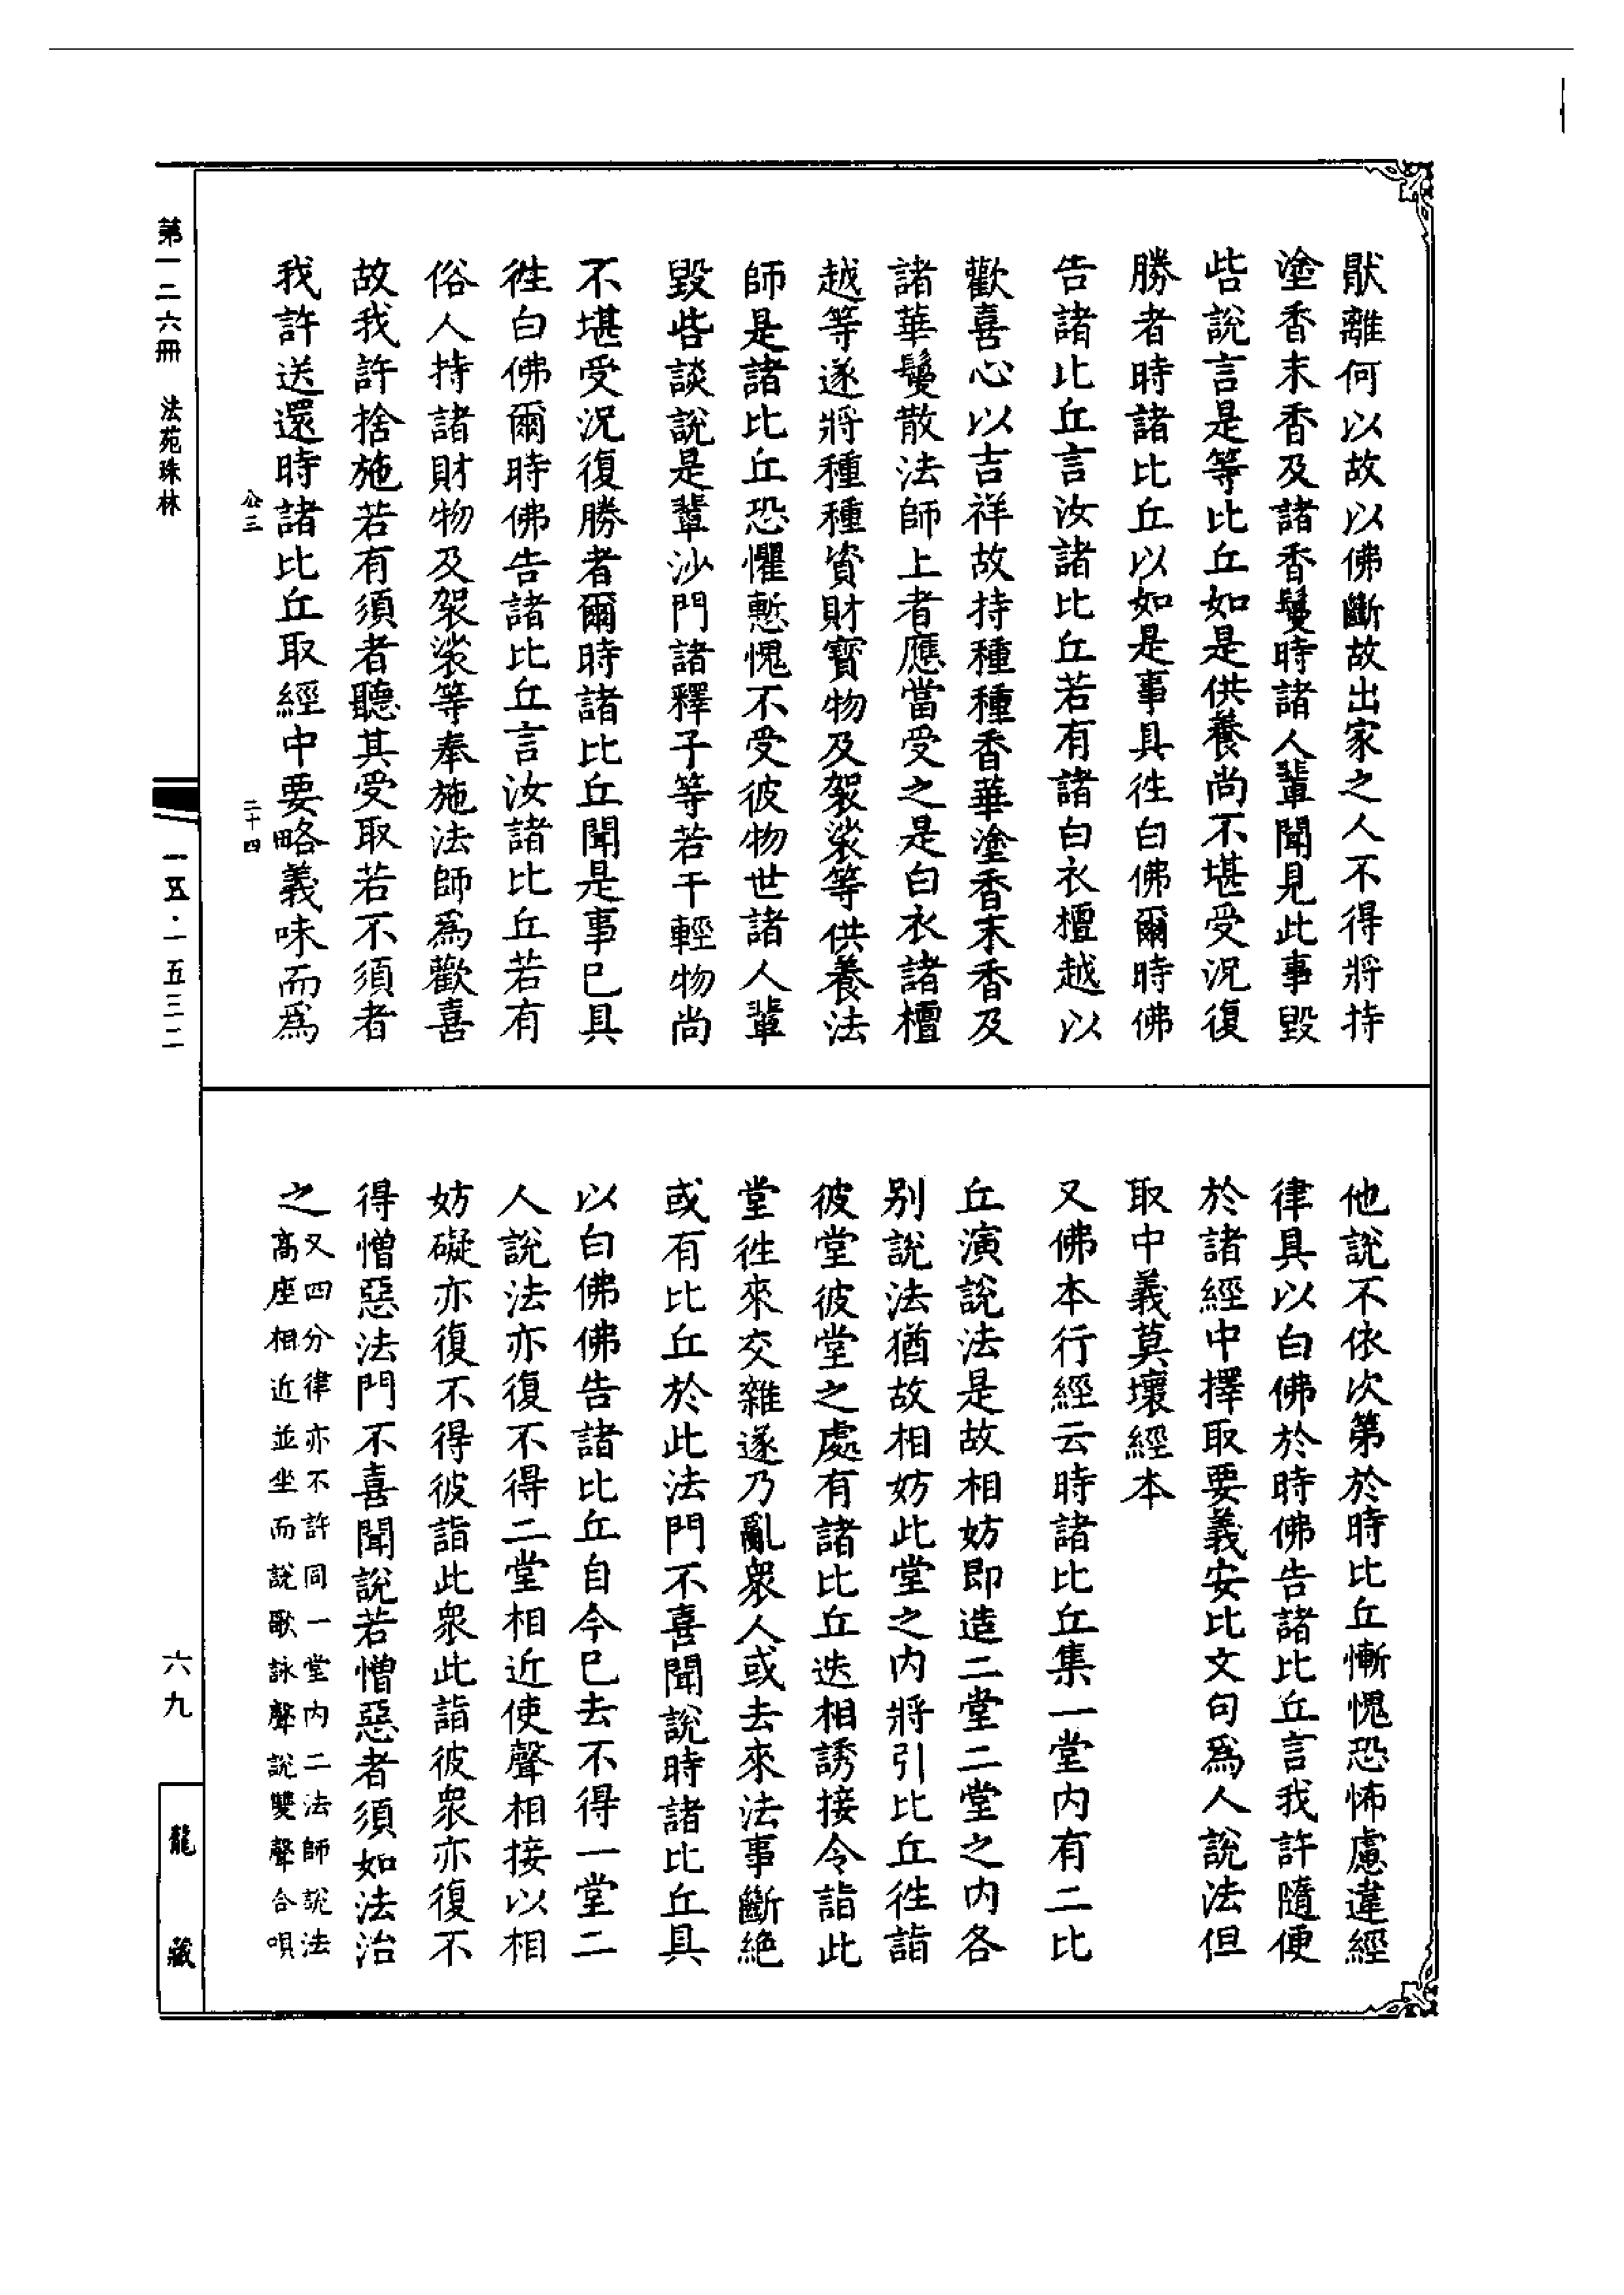 猒離何以故以佛斷故出家之人不得將持
塗香末香及諸香鬘時諸人輩聞見此事毀
呰說言是等比丘如是供養尚不堪受況復
勝者時諸比丘以如是事具徃白佛爾時佛
告諸比丘言汝諸比丘若有諸白衣檀越以
歡喜心以吉祥故持種種香華塗香末香及
諸華鬘散法師上者應當受之是白衣諸檀
越等遂將種種資財寳物及袈裟等供養法
師是諸比丘恐懼慙愧不受彼物世諸人輩
毀呰談說是輩沙門諸釋子等若干輕物尚
不堪受況復勝者爾時諸比丘聞是事已具
徃白佛爾時佛告諸比丘言汝諸比丘若有
俗人持諸財物及袈裟等奉施法師爲歡喜
故我許捨施若有須者聽其受取若不須者
我許送還時諸比丘取經中要略義味而爲
他說不依次第於時比丘慚愧恐怖慮違經
律具以白佛於時佛告諸比丘言我許隨便
於諸經中擇取要義安比文句爲人說法但
取中義莫壞經本
又佛本行經云時諸比丘集一堂內有二比
丘演說法是故相妨即造二堂二堂之內各
別說法猶故相妨此堂之內將引比丘徃詣
彼堂彼堂之處有諸比丘迭相誘接令詣此
堂徃來交雜遂乃亂衆人或去來法事斷絶
或有比丘於此法門不喜聞說時諸比丘具
以白佛佛告諸比丘自今已去不得一堂二
人說法亦復不得二堂相近使聲相接以相
妨礙亦復不得彼詣此衆此詣彼衆亦復不
得憎惡法門不喜聞說若憎惡者須如法治
之又四分律亦不許同一堂內二法師說法
高座相近並坐而說歌詠聲說雙聲合唄
公三 二十四
第一二六冊 法苑珠林 一五·一五三二 六九 龍藏